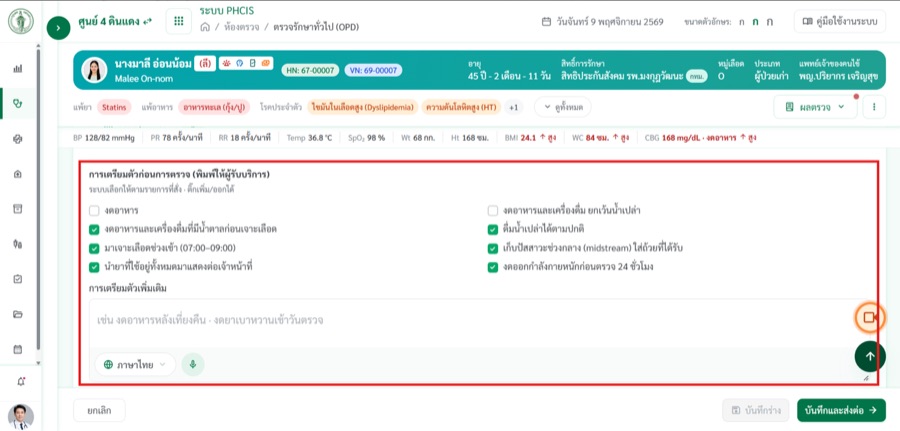 ศูนย์ 4 ดินแดง
ระบบ PHCIS
ห้องตรวจ / ตรวจรักษาทั่วไป (OPD)
วันจันทร์ 9 พฤศจิกายน 2569
ขนาดตัวอักษร: ก ก ก
คู่มือใช้งานระบบ
นางมาลี อ่อนน้อม (ลี)
Malee On-nom
HN: 67-00007
VN: 69-00007
อายุ
45 ปี - 2 เดือน - 11 วัน
สิทธิ์การรักษา
สิทธิประกันสังคม รพ.มงกุฎวัฒนะ กทม.
หมู่เลือด
O
ประเภท
ผู้ป่วยเก่า
แพทย์เจ้าของคนไข้
พญ.ปริยากร เจริญสุข
แพ้ยา Statins แพ้อาหาร อาหารทะเล (กุ้ง/ปู) โรคประจำตัว ไขมันในเลือดสูง (Dyslipidemia) ความดันโลหิตสูง (HT) +1 ดูทั้งหมด
ผลตรวจ
BP 128/82 mmHg PR 78 ครั้ง/นาที RR 18 ครั้ง/นาที Temp 36.8 °C SpO₂ 98 % Wt 68 กก. Ht 168 ซม. BMI 24.1 ↑ สูง WC 84 ซม. ↑ สูง CBG 168 mg/dL · งดอาหาร ↑ สูง
การเตรียมตัวก่อนการตรวจ (พิมพ์ให้ผู้รับบริการ)
ระบบเลือกให้ตามรายการที่สั่ง · ติ๊กเพิ่ม/ออกได้
งดอาหาร
งดอาหารและเครื่องดื่ม ยกเว้นน้ำเปล่า
งดอาหารและเครื่องดื่มที่มีน้ำตาลก่อนเจาะเลือด
ดื่มน้ำเปล่าได้ตามปกติ
มาเจาะเลือดช่วงเช้า (07:00–09:00)
เก็บปัสสาวะช่วงกลาง (midstream) ใส่ถ้วยที่ได้รับ
นำยาที่ใช้อยู่ทั้งหมดมาแสดงต่อเจ้าหน้าที่
งดออกกำลังกายหนักก่อนตรวจ 24 ชั่วโมง
การเตรียมตัวเพิ่มเติม
เช่น งดอาหารหลังเที่ยงคืน · งดยาเบาหวานเช้าวันตรวจ
ภาษาไทย
ยกเลิก
บันทึกร่าง
บันทึกและส่งต่อ